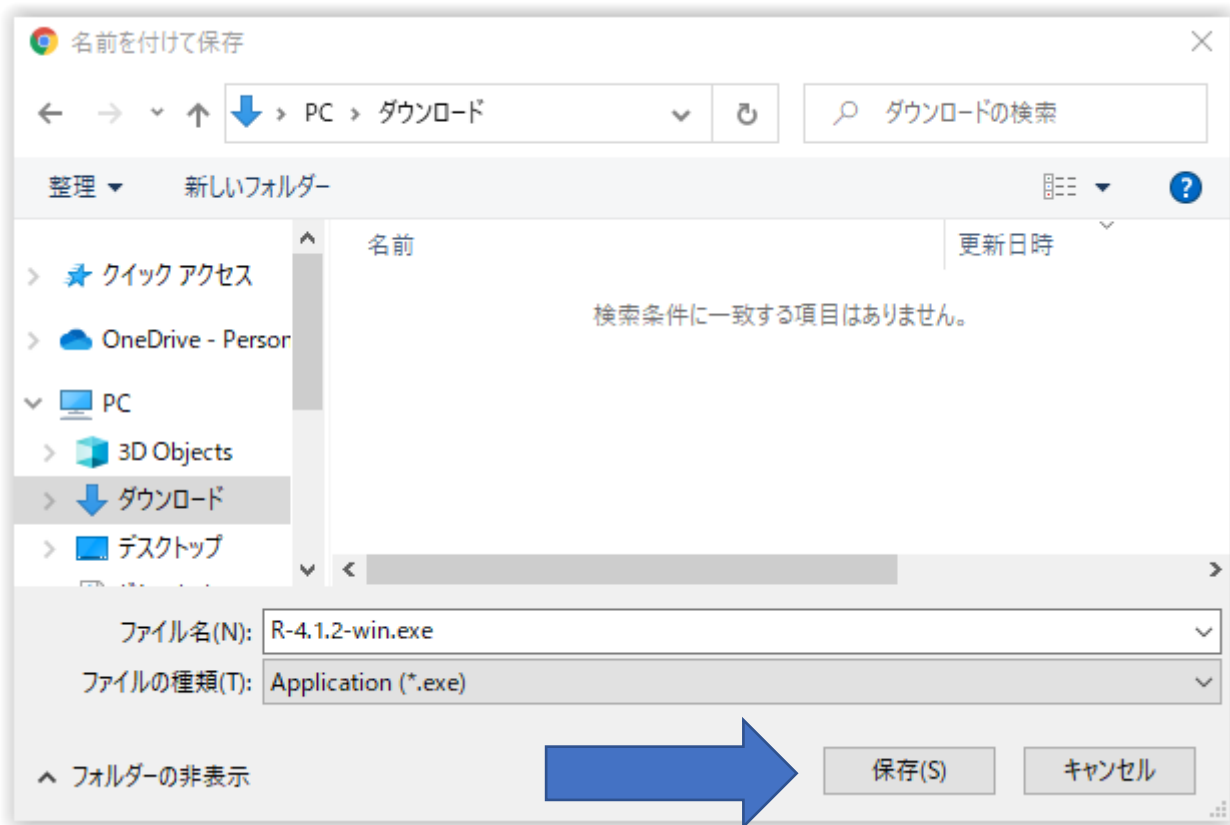 名前を付けて保存
PC › ダウンロード
ダウンロードの検索
整理
新しいフォルダー
名前
更新日時
クイック アクセス
検索条件に一致する項目はありません。
OneDrive - Person
PC
3D Objects
ダウンロード
デスクトップ
ファイル名(N): R-4.1.2-win.exe
ファイルの種類(T): Application (*.exe)
フォルダーの非表示
保存(S)
キャンセル